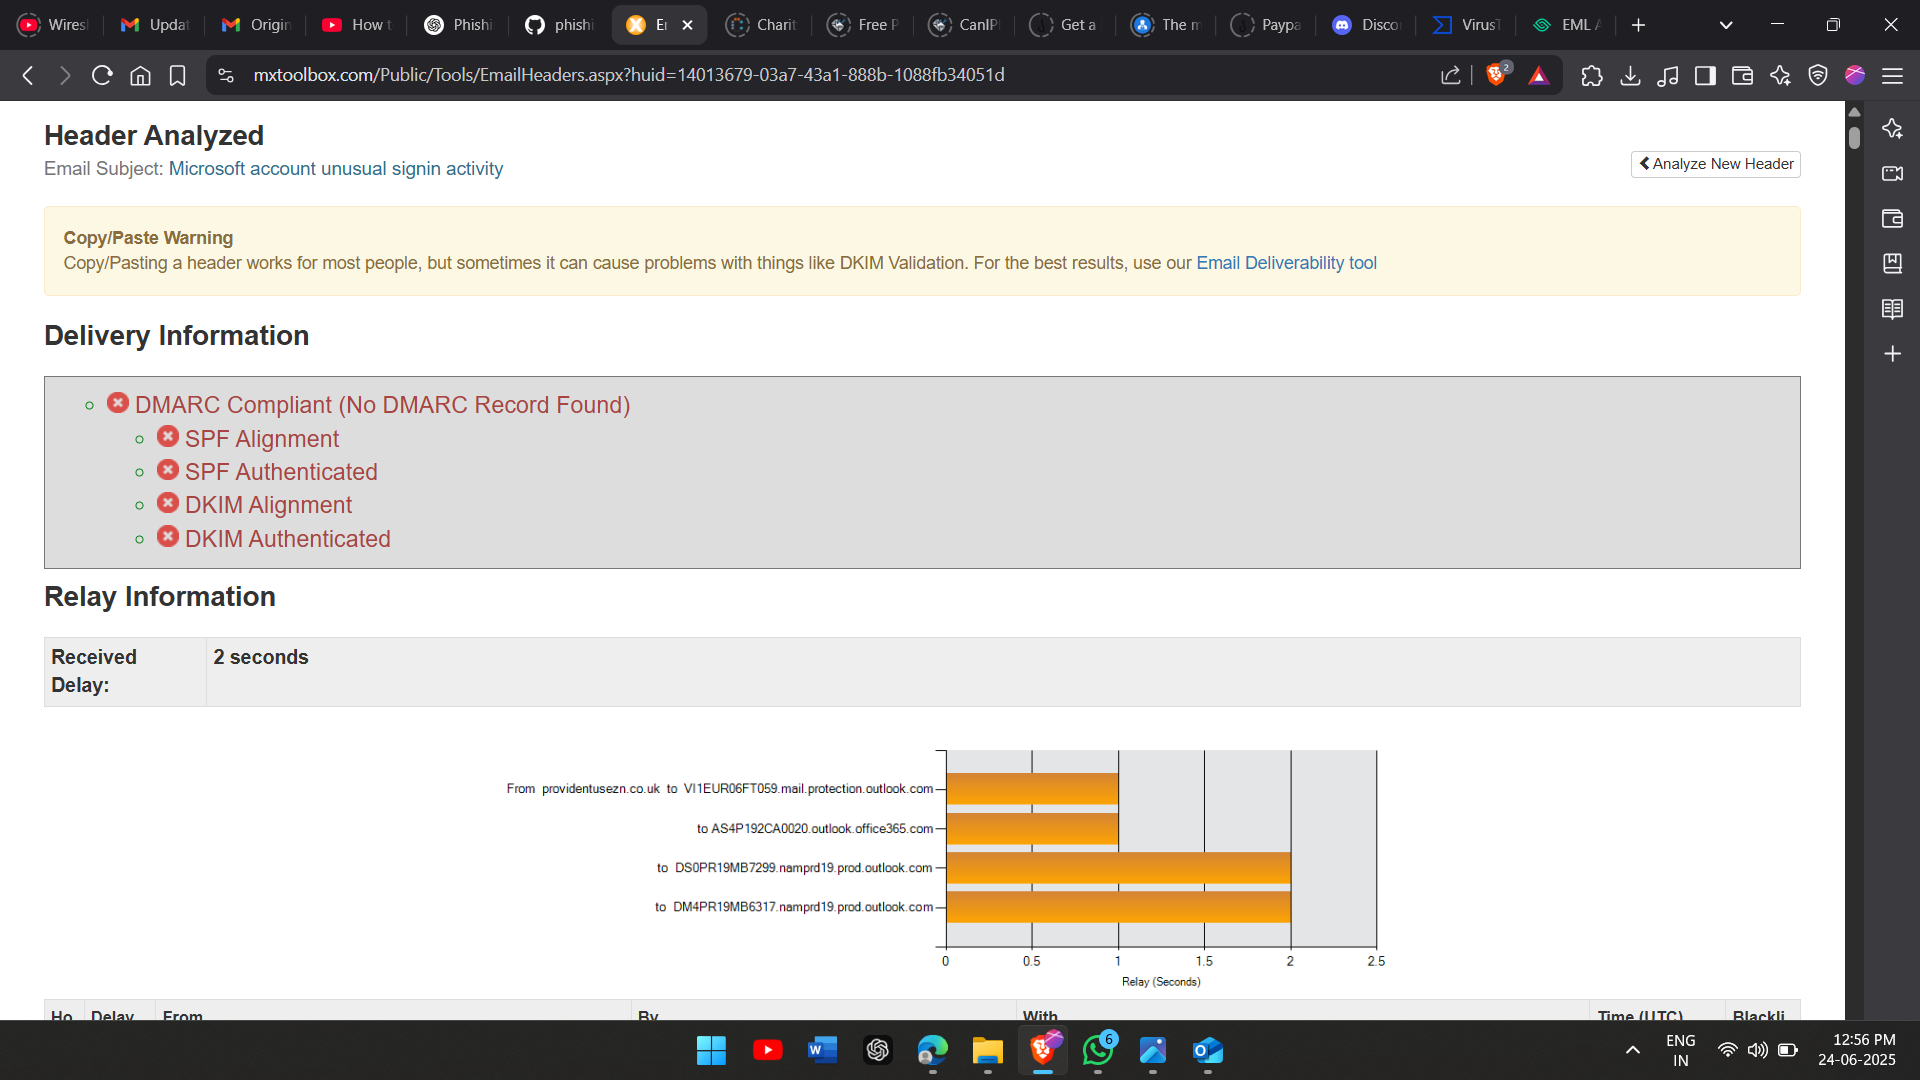 Wires
Updat
Origin
How t
Phishi
phishi
Er
Charit
Free P
CanIP
Get a
The m
Paypa
Disco
VirusT
EML A
mxtoolbox.com/Public/Tools/EmailHeaders.aspx?huid=14013679-03a7-43a1-888b-1088fb34051d
2
Header Analyzed
Email Subject: Microsoft account unusual signin activity
Analyze New Header
Copy/Paste Warning
Copy/Pasting a header works for most people, but sometimes it can cause problems with things like DKIM Validation. For the best results, use our Email Deliverability tool
Delivery Information
DMARC Compliant (No DMARC Record Found)
SPF Alignment
SPF Authenticated
DKIM Alignment
DKIM Authenticated
Relay Information
Received
Delay:
2 seconds
From providentusezn.co.uk to VI1EUR06FT059.mail.protection.outlook.com
to AS4P192CA0020.outlook.office365.com
to DS0PR19MB7299.namprd19.prod.outlook.com
to DM4PR19MB6317.namprd19.prod.outlook.com
0 0.5 1 1.5 2 2.5
Relay (Seconds)
Ho Delay From By With Time (UTC) Blackli
6
ENG
IN
12:56 PM
24-06-2025